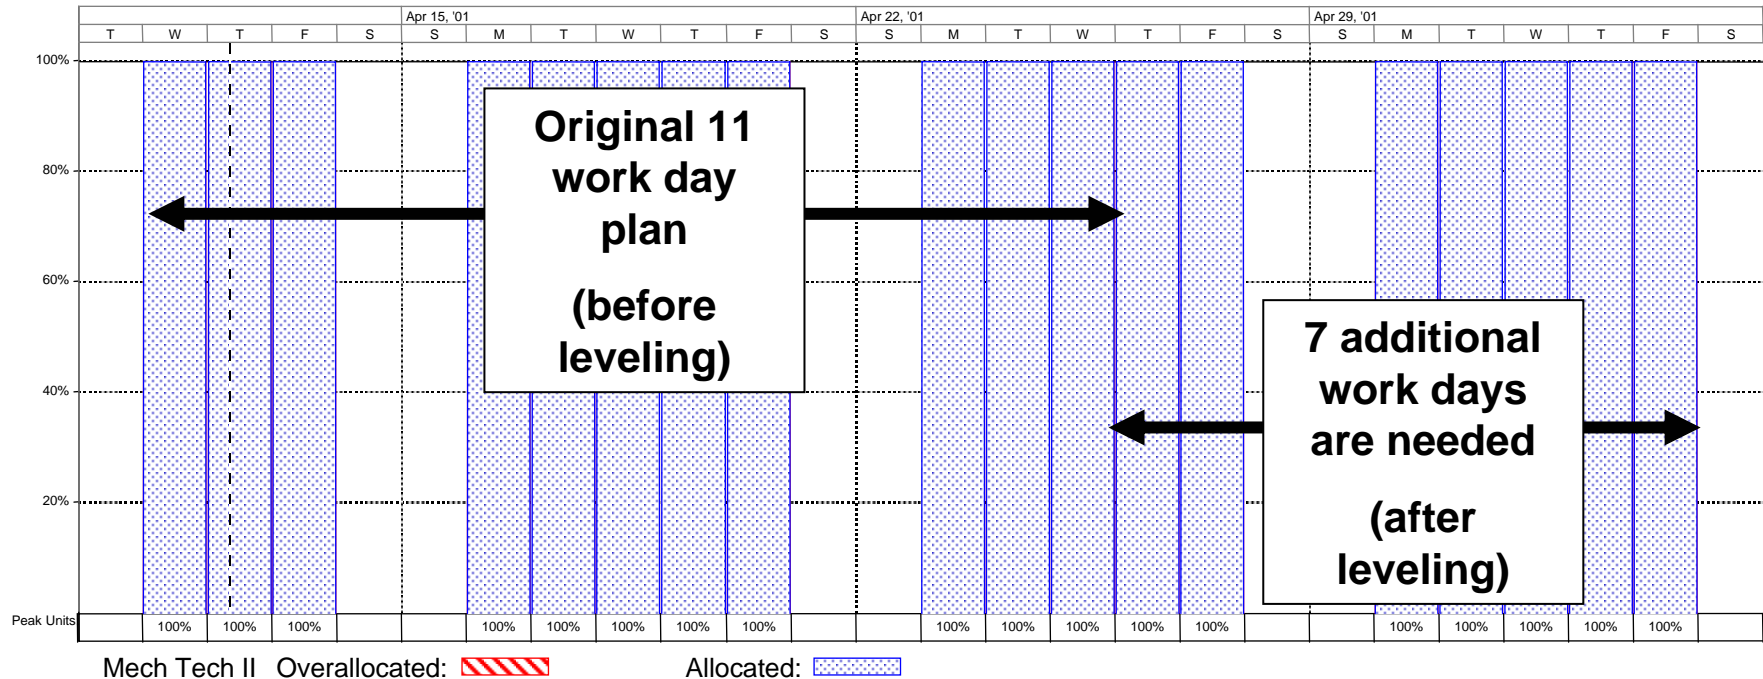 Apr 15, '01 Apr 22, '01 Apr 29, '01
T W T F S S M T W T F S S M T W T F S S M T W T F S
100%
80%
60%
40%
20%
Original 11
work day
plan
(before
leveling)
7 additional
work days
are needed
(after
leveling)
Peak Units 100% 100% 100% 100% 100% 100% 100% 100% 100% 100% 100% 100% 100% 100% 100% 100% 100% 100%
Mech Tech II Overallocated: Allocated: